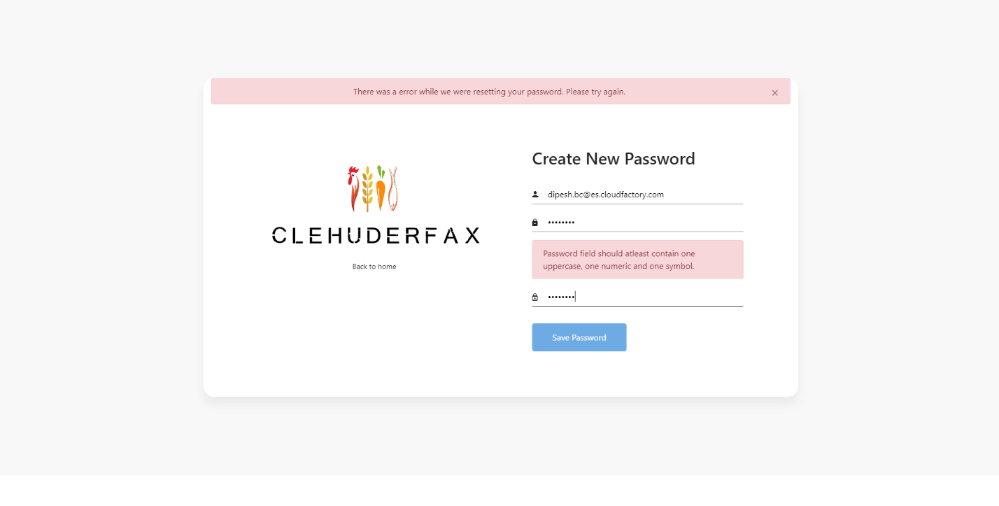 There was a error while we were resetting your password. Please try again.
×
CLEHUDERFAX
Back to home
Create New Password
dipesh.bc@es.cloudfactory.com
••••••••
Password field should atleast contain one
uppercase, one numeric and one symbol.
••••••••
Save Password